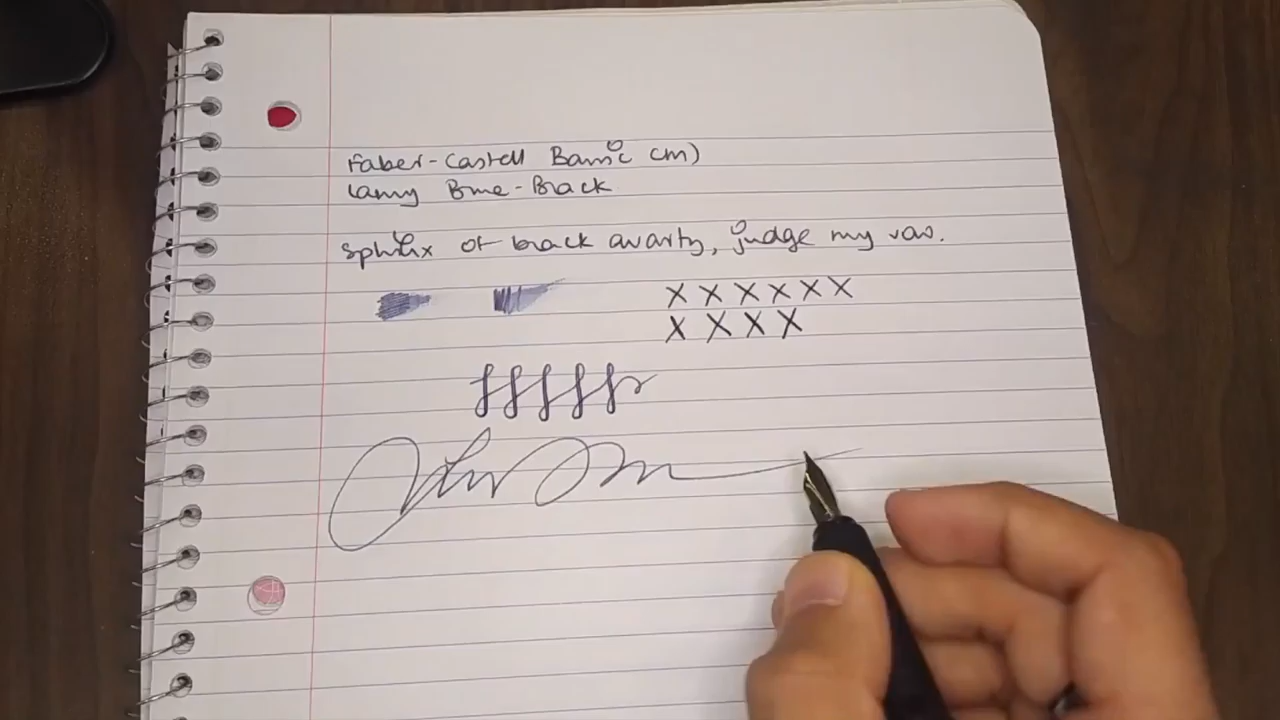 Faber-Castell Basic (M)
Lamy Blue-Black
Sphinx of black quartz, judge my vow.
X X X X X X
X X X X